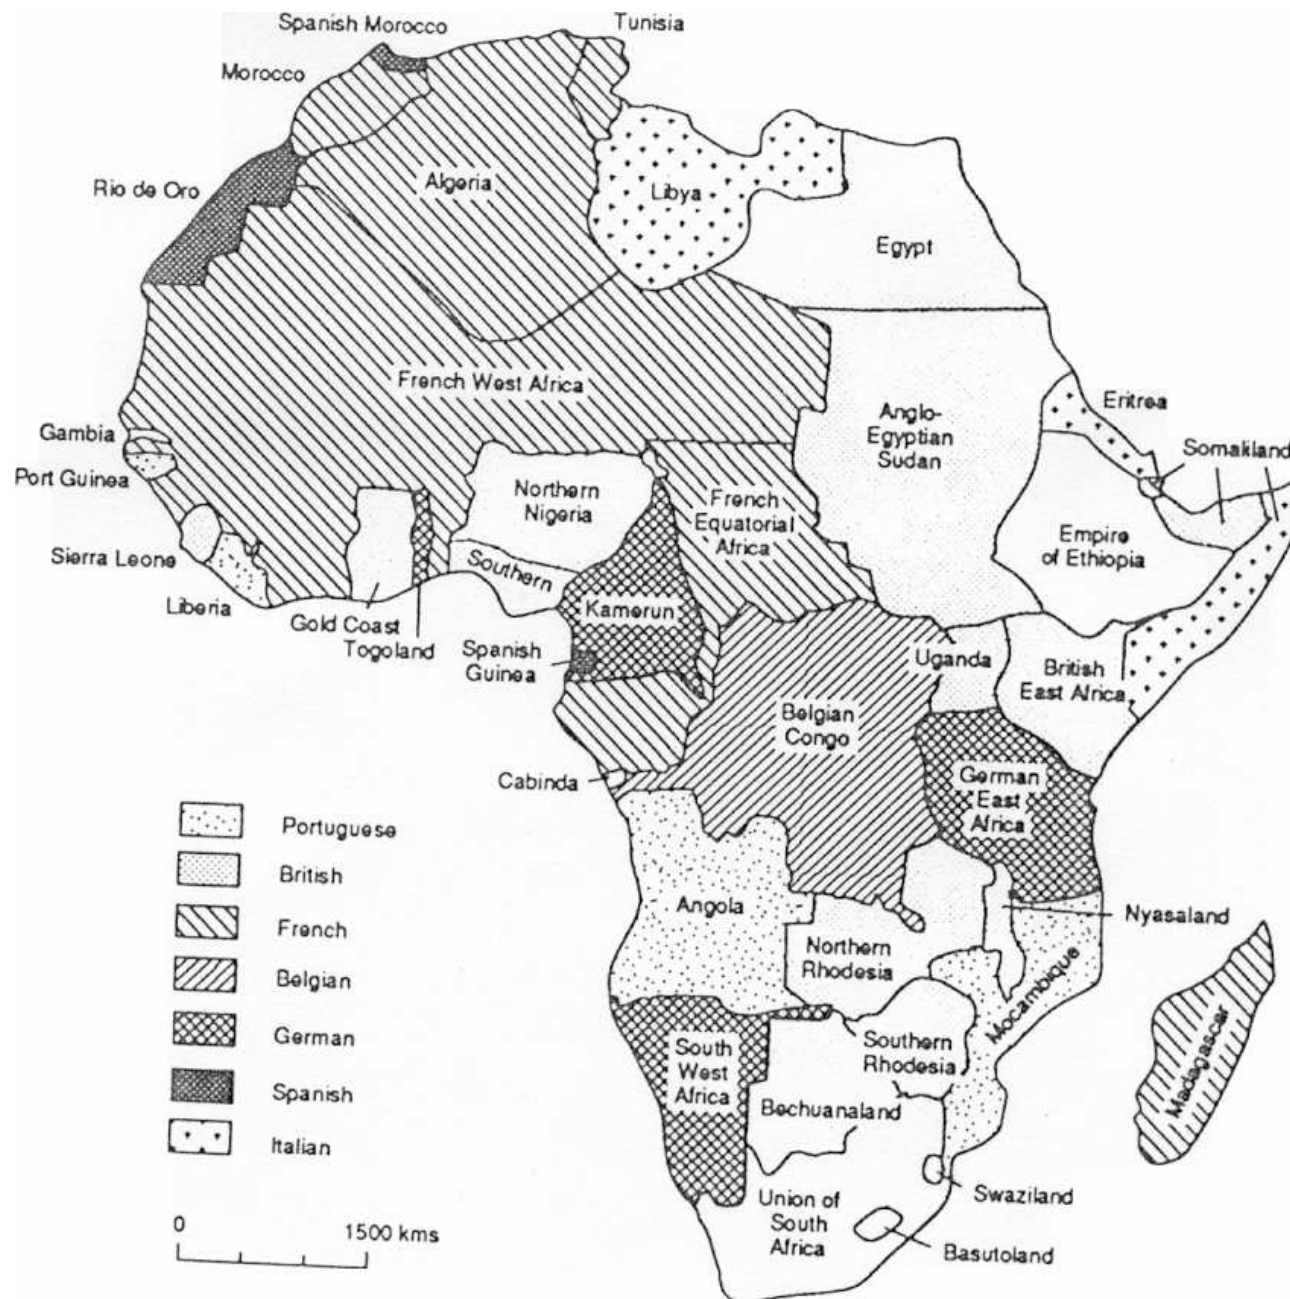 Spanish Morocco
Tunisia
Morocco
Rio de Oro
Algeria
Libya
Egypt
French West Africa
Anglo-
Egyptian
Sudan
Eritrea
Gambia
Port Guinea
Somaliland
Northern
Nigeria
French
Equatorial
Africa
Empire
of Ethiopia
Sierra Leone
Southern
Liberia
Gold Coast
Togoland
Kamerun
Spanish
Guinea
Uganda
British
East Africa
Belgian
Congo
Cabinda
German
East
Africa
Portuguese
British
French
Belgian
German
Spanish
Italian
Angola
Nyasaland
Northern
Rhodesia
Mocambique
Southern
Rhodesia
South
West
Africa
Bechuanaland
Madagascar
Swaziland
Union of
South
Africa
Basutoland
0
1500 kms